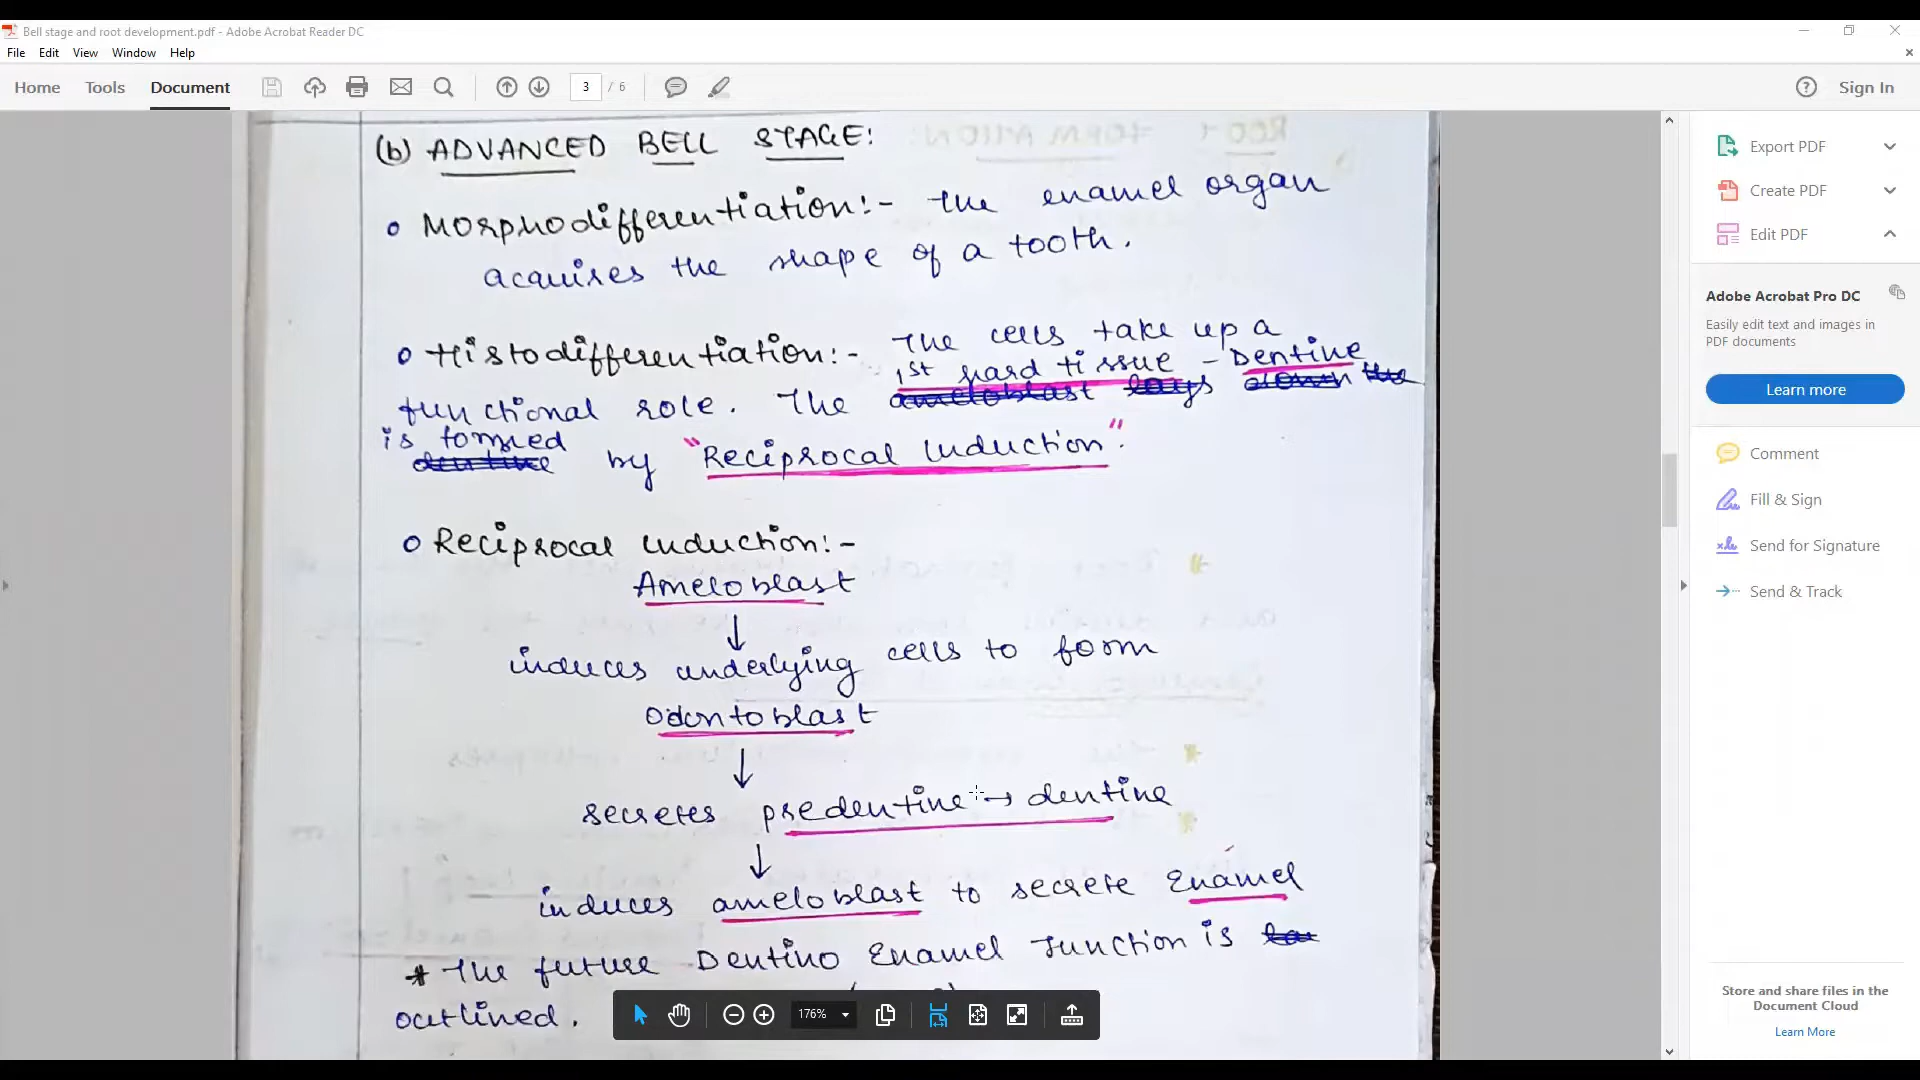 Bell stage and root development.pdf - Adobe Acrobat Reader DC
File Edit View Window Help
Home Tools Document 3 / 6 Sign In
(b) ADVANCED BELL STAGE:
Morphodifferentiation:- The enamel organ
acquires the shape of a tooth.
Histodifferentiation:- The cells take up a
1st hard tissue - Dentine
functional role. The ameloblast lays down the
is formed
dentine by "Reciprocal Induction".
Reciprocal Induction:-
Ameloblast
↓
induces underlying cells to form
Odontoblast
↓
secretes predentine → dentine
↓
induces ameloblast to secrete Enamel
* The future Dentino Enamel Junction is
outlined.
176%
Export PDF
Create PDF
Edit PDF
Adobe Acrobat Pro DC
Easily edit text and images in
PDF documents
Learn more
Comment
Fill & Sign
Send for Signature
Send & Track
Store and share files in the
Document Cloud
Learn More